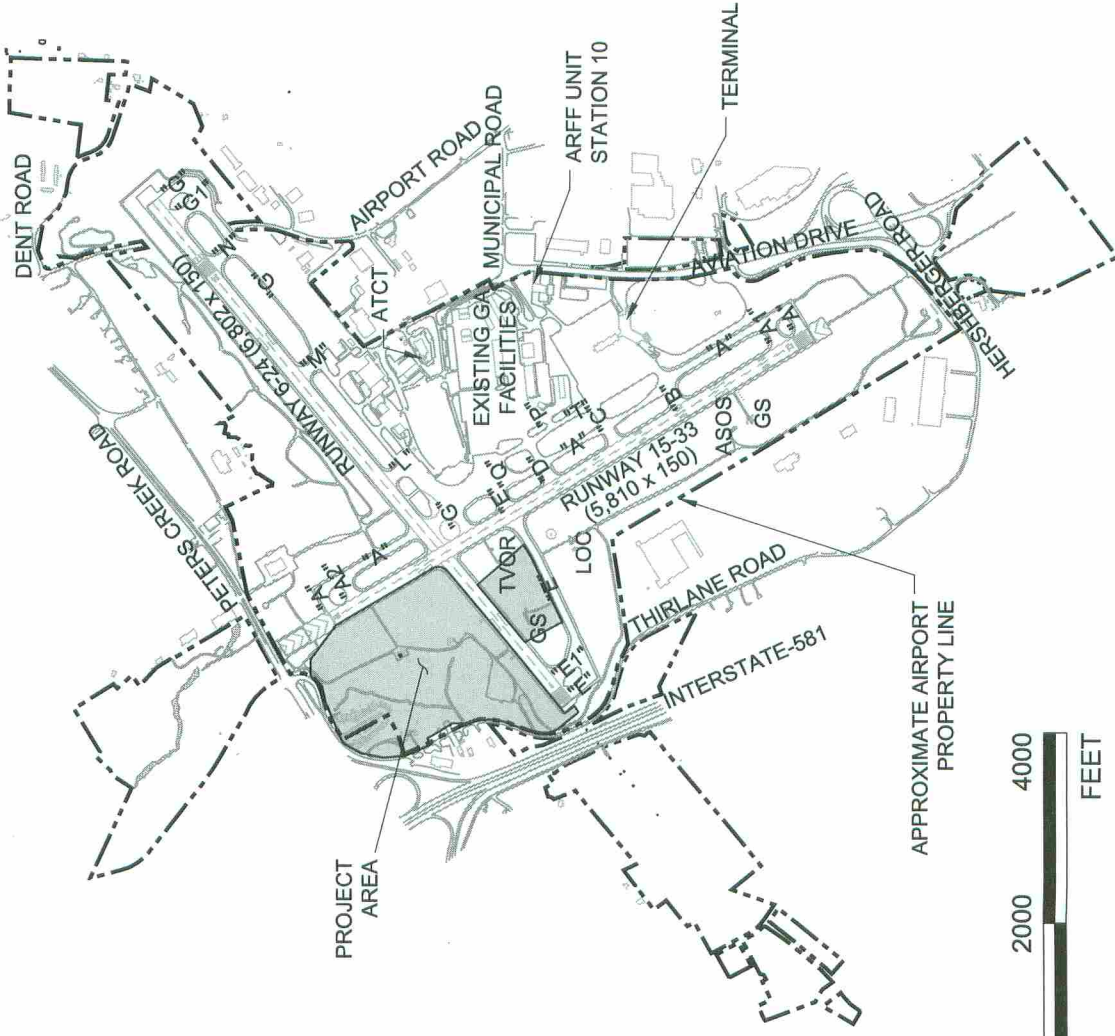 DENT ROAD
PETERS CREEK ROAD
RUNWAY 6-24 (6,802 x 150)
"G"
"G1"
"N"
"G"
"M"
"L"
AIRPORT ROAD
ATCT
MUNICIPAL ROAD
EXISTING GA
FACILITIES
ARFF UNIT
STATION 10
TERMINAL
AVIATION DRIVE
HERSHBERGER ROAD
RUNWAY
"A"
"A2"
"A"
"G"
"E"
"Q"
"D"
"P"
"T"
"A"
"C"
"B"
"A"
"A"
RUNWAY 15-33
(5,810 x 150)
ASOS
GS
TVOR
GS
LOC
"E1"
"E"
THIRLANE ROAD
INTERSTATE-581
PROJECT
AREA
APPROXIMATE AIRPORT
PROPERTY LINE
2000
4000
FEET